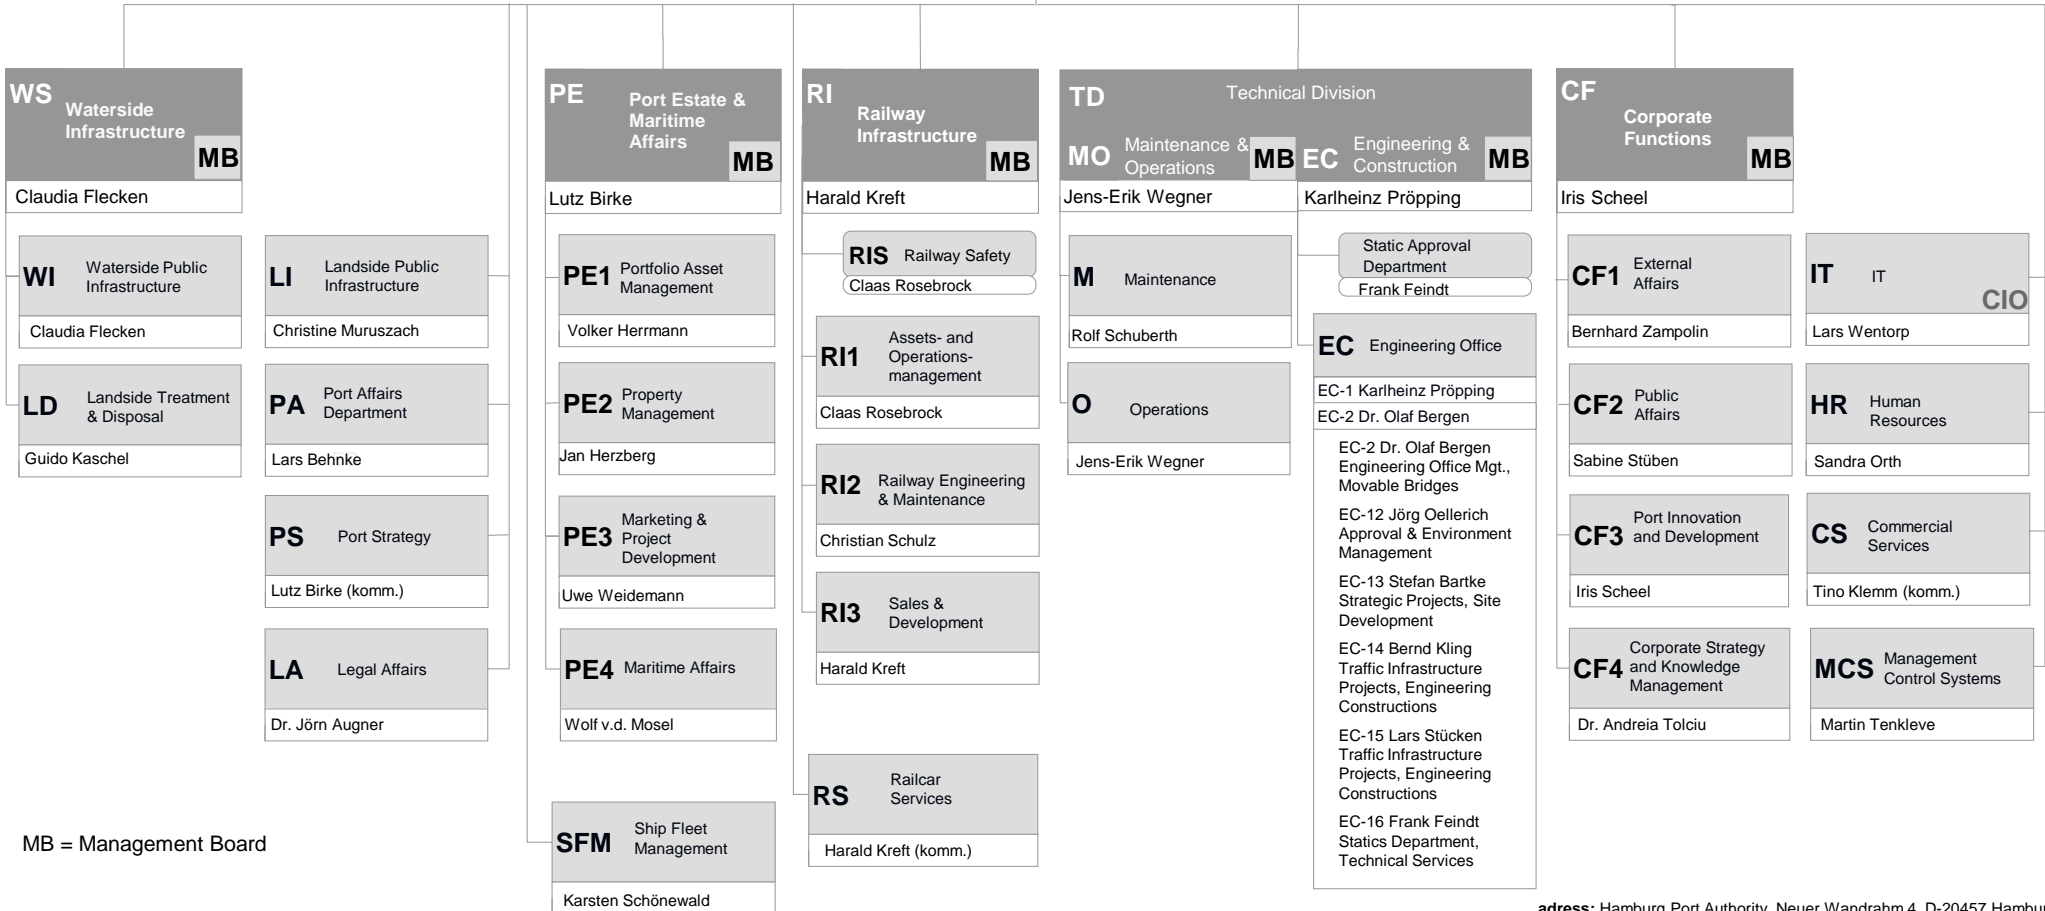 WS
Waterside
Infrastructure
MB
Claudia Flecken
WI
Waterside Public
Infrastructure
Claudia Flecken
LD
Landside Treatment
& Disposal
Guido Kaschel
LI
Landside Public
Infrastructure
Christine Muruszach
PA
Port Affairs
Department
Lars Behnke
PS
Port Strategy
Lutz Birke (komm.)
LA
Legal Affairs
Dr. Jörn Augner
PE
Port Estate &
Maritime
Affairs
MB
Lutz Birke
PE1
Portfolio Asset
Management
Volker Herrmann
PE2
Property
Management
Jan Herzberg
PE3
Marketing &
Project
Development
Uwe Weidemann
PE4
Maritime Affairs
Wolf v.d. Mosel
SFM
Ship Fleet
Management
Karsten Schönewald
RI
Railway
Infrastructure
MB
Harald Kreft
RIS Railway Safety
Claas Rosebrock
RI1
Assets- and
Operations-
management
Claas Rosebrock
RI2
Railway Engineering
& Maintenance
Christian Schulz
RI3
Sales &
Development
Harald Kreft
RS
Railcar
Services
Harald Kreft (komm.)
TD
Technical Division
MO
Maintenance &
Operations
MB
Jens-Erik Wegner
EC
Engineering &
Construction
MB
Karlheinz Pröpping
M
Maintenance
Rolf Schuberth
O
Operations
Jens-Erik Wegner
Static Approval
Department
Frank Feindt
EC Engineering Office
EC-1 Karlheinz Pröpping
EC-2 Dr. Olaf Bergen
EC-2 Dr. Olaf Bergen
Engineering Office Mgt.,
Movable Bridges
EC-12 Jörg Oellerich
Approval & Environment
Management
EC-13 Stefan Bartke
Strategic Projects, Site
Development
EC-14 Bernd Kling
Traffic Infrastructure
Projects, Engineering
Constructions
EC-15 Lars Stücken
Traffic Infrastructure
Projects, Engineering
Constructions
EC-16 Frank Feindt
Statics Department,
Technical Services
CF
Corporate
Functions
MB
Iris Scheel
CF1
External
Affairs
Bernhard Zampolin
CF2
Public
Affairs
Sabine Stüben
CF3
Port Innovation
and Development
Iris Scheel
CF4
Corporate Strategy
and Knowledge
Management
Dr. Andreia Tolciu
IT
IT
CIO
Lars Wentorp
HR
Human
Resources
Sandra Orth
CS
Commercial
Services
Tino Klemm (komm.)
MCS
Management
Control Systems
Martin Tenkleve
MB = Management Board
adress: Hamburg Port Authority, Neuer Wandrahm 4, D-20457 Hambur